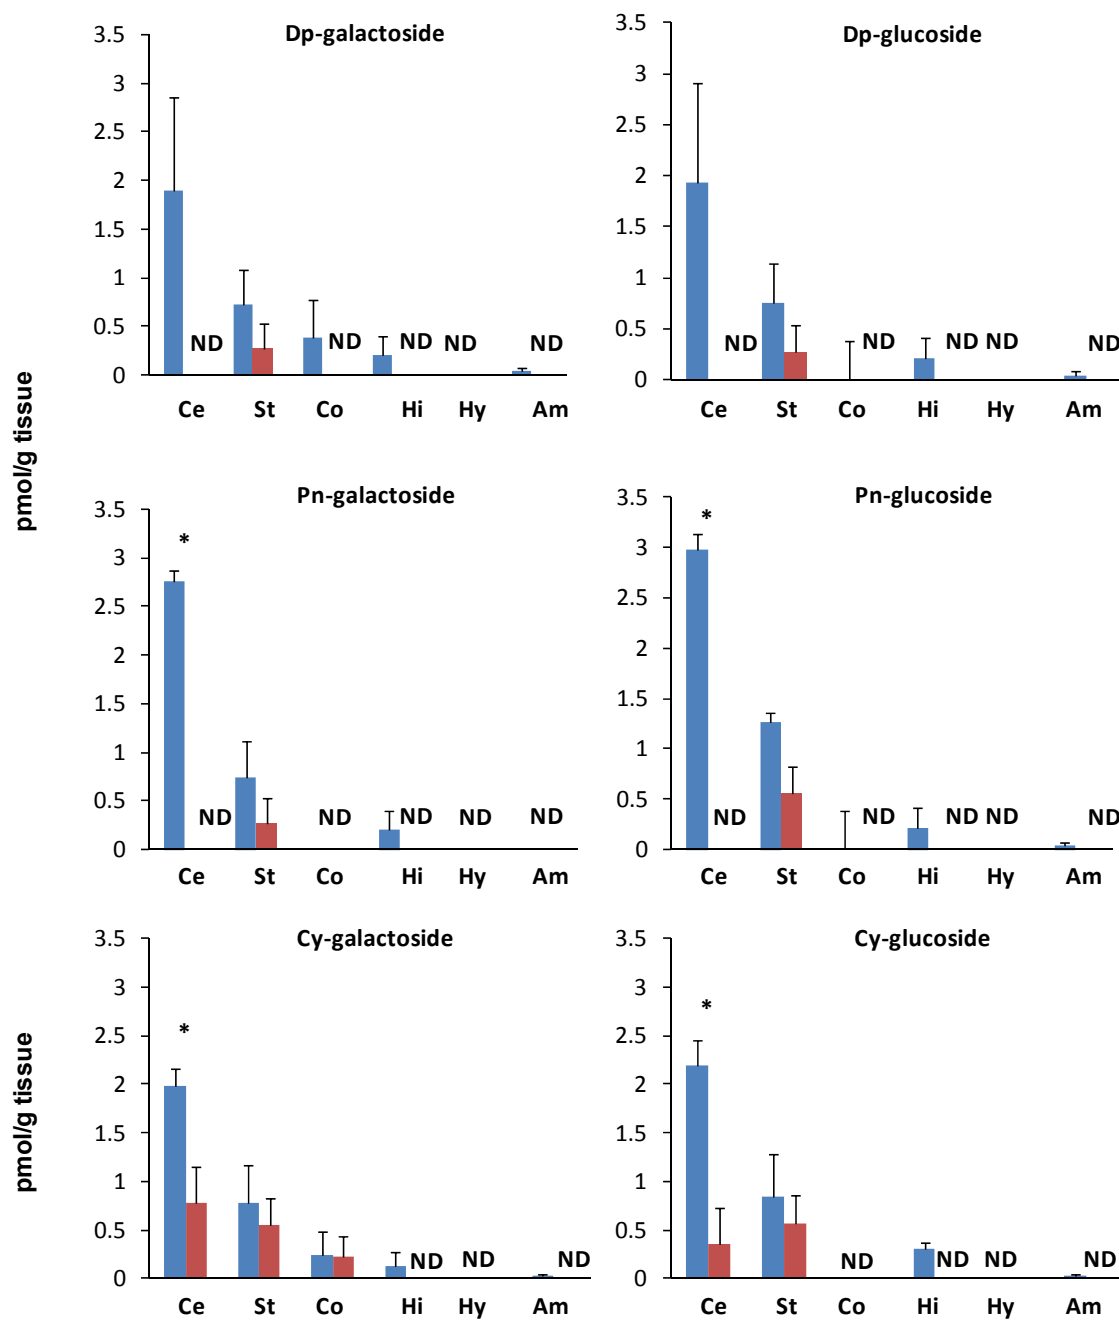 Dp-galactoside
3.5
3
2.5
2
1.5
1
0.5
0
ND ND ND ND ND
Ce St Co Hi Hy Am
Dp-glucoside
3.5
3
2.5
2
1.5
1
0.5
0
ND ND ND ND ND
Ce St Co Hi Hy Am
pmol/g tissue
Pn-galactoside
3.5
3
2.5
2
1.5
1
0.5
0
*
ND ND ND ND ND
Ce St Co Hi Hy Am
Pn-glucoside
3.5
3
2.5
2
1.5
1
0.5
0
*
ND ND ND ND ND
Ce St Co Hi Hy Am
pmol/g tissue
Cy-galactoside
3.5
3
2.5
2
1.5
1
0.5
0
*
ND ND ND
Ce St Co Hi Hy Am
Cy-glucoside
3.5
3
2.5
2
1.5
1
0.5
0
*
ND ND ND ND
Ce St Co Hi Hy Am